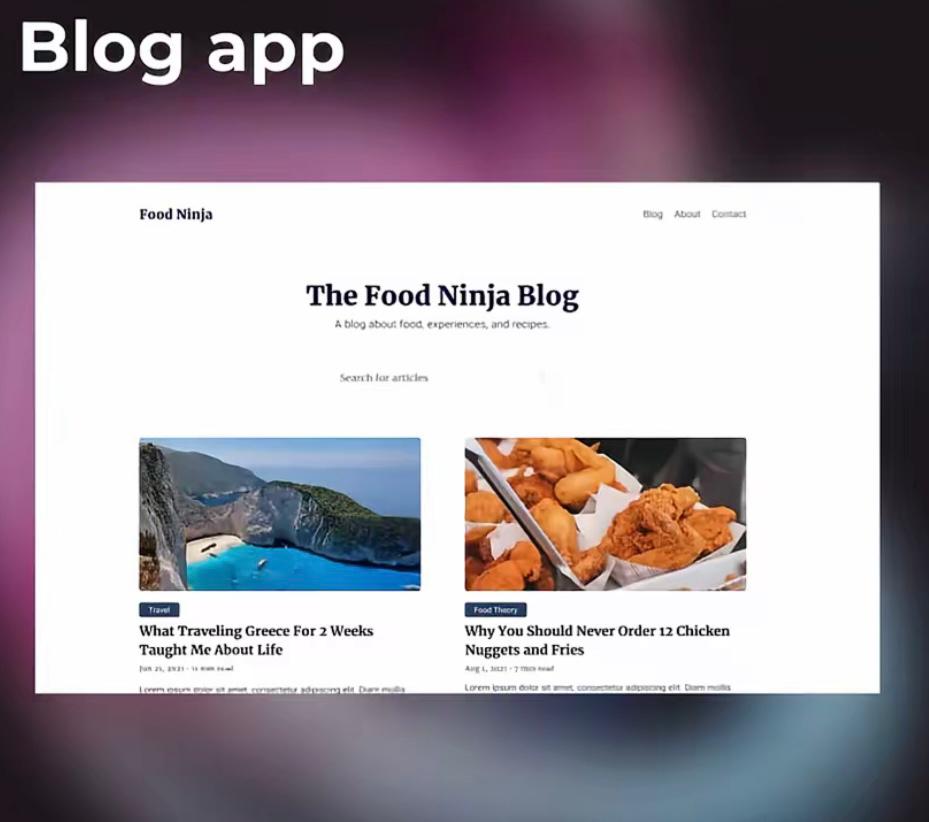 Blog app
Food Ninja
Blog About Contact
The Food Ninja Blog
A blog about food, experiences, and recipes.
Search for articles
Travel
What Traveling Greece For 2 Weeks
Taught Me About Life
Jun 21, 2021 · 11 min read
Lorem ipsum dolor sit amet, consectetur adipiscing elit. Diam mollis
Food Theory
Why You Should Never Order 12 Chicken
Nuggets and Fries
Aug 1, 2021 · 7 min read
Lorem ipsum dolor sit amet, consectetur adipiscing elit. Diam mollis